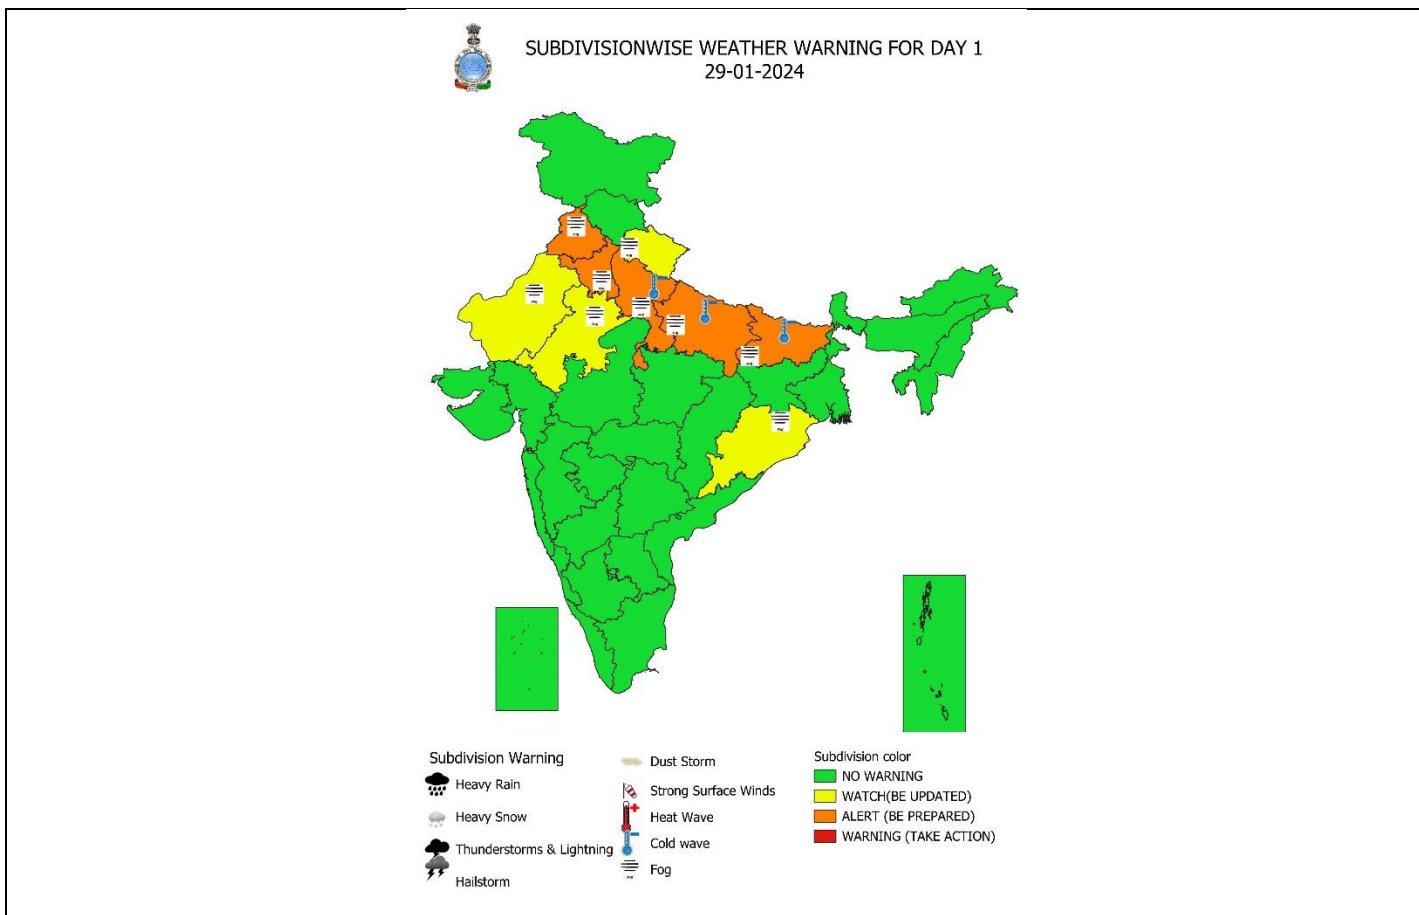 SUBDIVISIONWISE WEATHER WARNING FOR DAY 1
29-01-2024
Subdivision Warning
Heavy Rain
Heavy Snow
Thunderstorms & Lightning
Hailstorm
Dust Storm
Strong Surface Winds
Heat Wave
Cold wave
Fog
Subdivision color
NO WARNING
WATCH(BE UPDATED)
ALERT (BE PREPARED)
WARNING (TAKE ACTION)